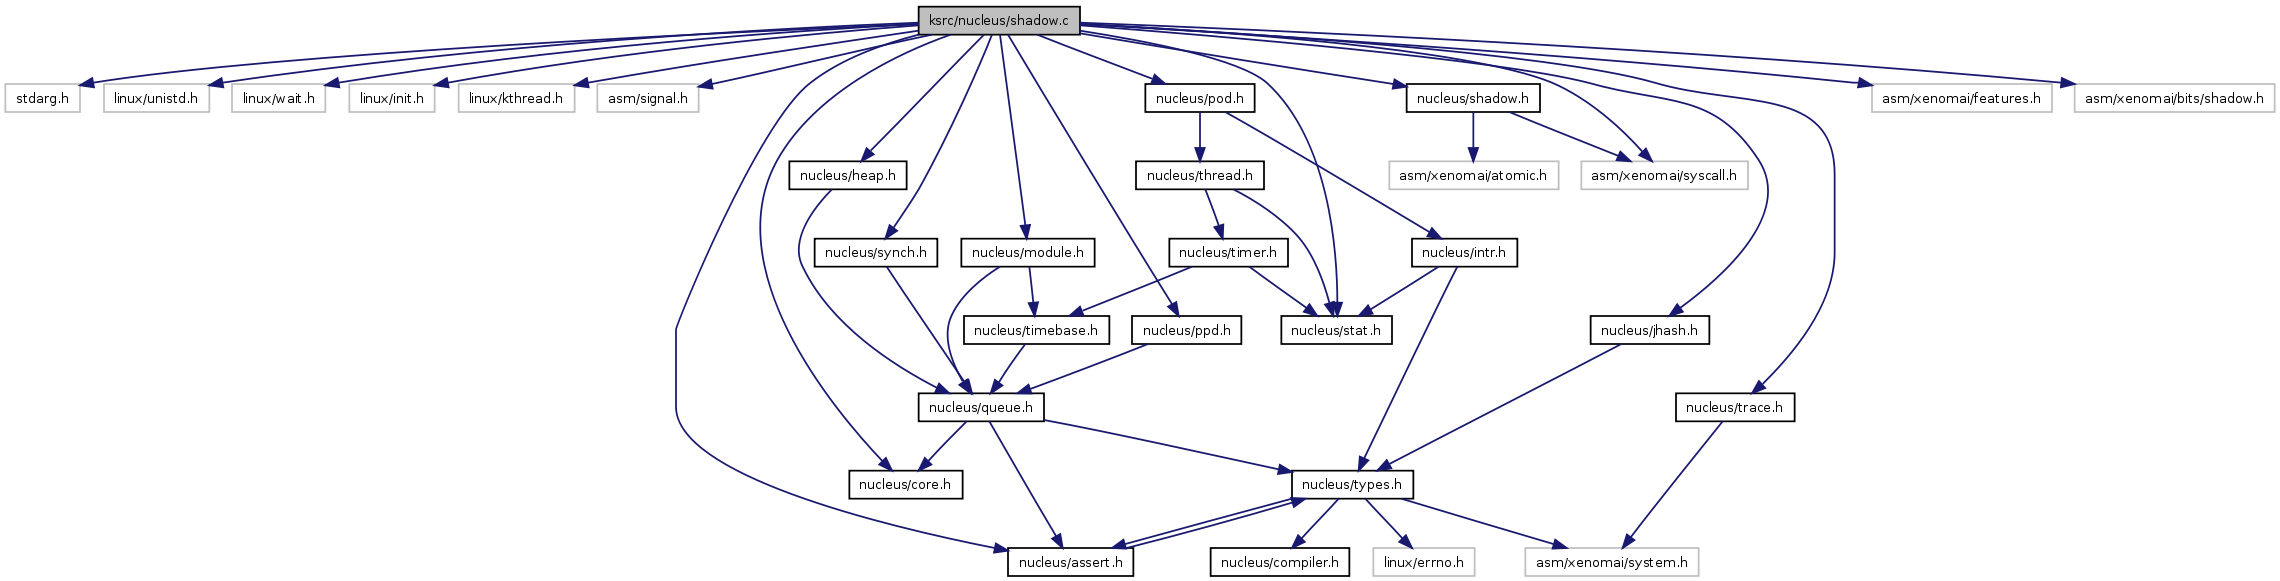 ksrc/nucleus/shadow.c
stdarg.h
linux/unistd.h
linux/wait.h
linux/init.h
linux/kthread.h
asm/signal.h
nucleus/pod.h
nucleus/shadow.h
asm/xenomai/features.h
asm/xenomai/bits/shadow.h
nucleus/heap.h
nucleus/thread.h
asm/xenomai/atomic.h
asm/xenomai/syscall.h
nucleus/synch.h
nucleus/module.h
nucleus/timer.h
nucleus/intr.h
nucleus/timebase.h
nucleus/ppd.h
nucleus/stat.h
nucleus/jhash.h
nucleus/queue.h
nucleus/trace.h
nucleus/core.h
nucleus/types.h
nucleus/assert.h
nucleus/compiler.h
linux/errno.h
asm/xenomai/system.h